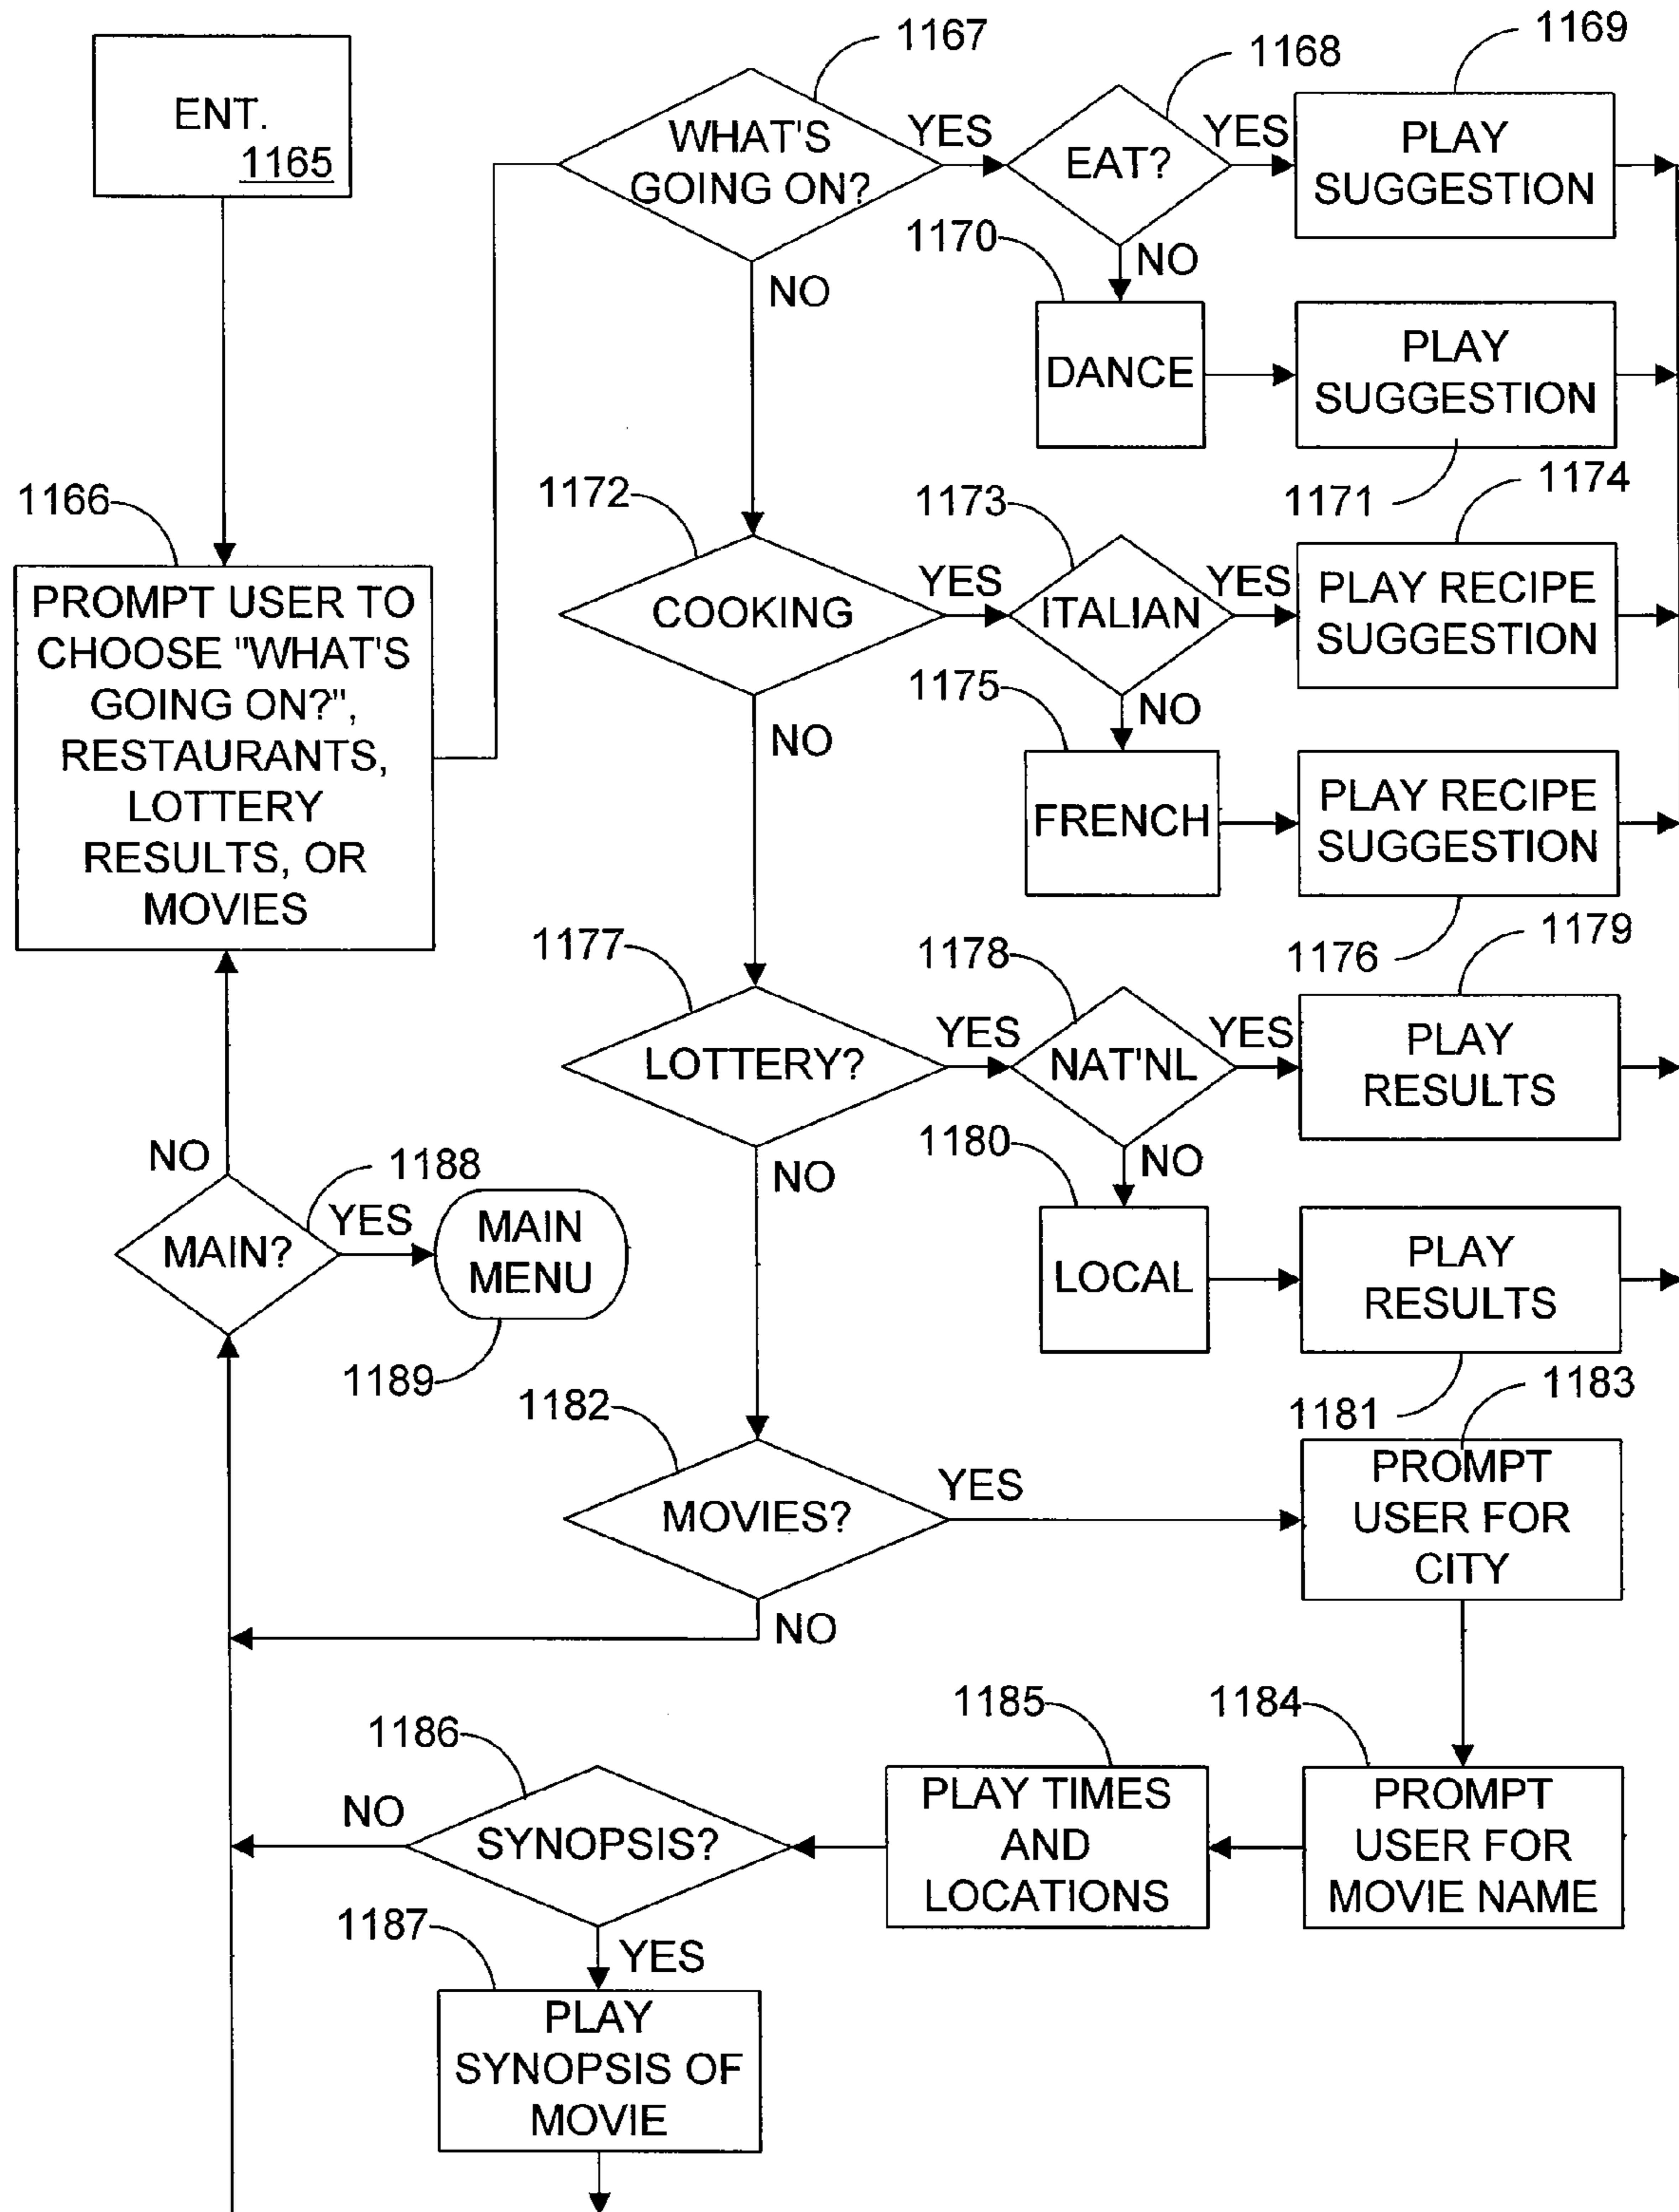 ENT.
1165
1166
PROMPT USER TO
CHOOSE "WHAT'S
GOING ON?",
RESTAURANTS,
LOTTERY
RESULTS, OR
MOVIES
1167
WHAT'S
GOING ON?
YES
NO
1168
EAT?
YES
NO
1169
PLAY
SUGGESTION
1170
DANCE
PLAY
SUGGESTION
1171
1172
COOKING
YES
NO
1173
ITALIAN
YES
NO
1174
PLAY RECIPE
SUGGESTION
1175
FRENCH
PLAY RECIPE
SUGGESTION
1176
1177
LOTTERY?
YES
NO
1178
NAT'NL
YES
NO
1179
PLAY
RESULTS
1180
LOCAL
PLAY
RESULTS
1181
NO
1188
MAIN?
YES
MAIN
MENU
1189
1182
MOVIES?
YES
NO
1183
PROMPT
USER FOR
CITY
1184
PROMPT
USER FOR
MOVIE NAME
1185
PLAY TIMES
AND
LOCATIONS
1186
SYNOPSIS?
NO
YES
1187
PLAY
SYNOPSIS OF
MOVIE